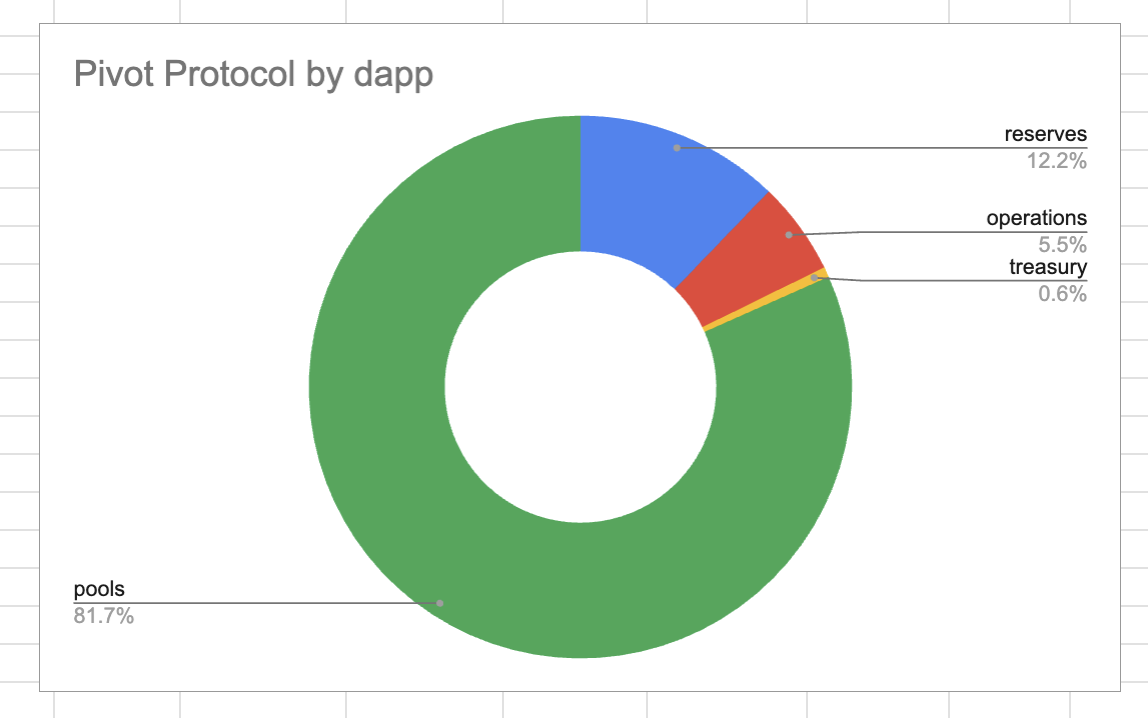 Pivot Protocol by dapp
reserves
12.2%
operations
5.5%
treasury
0.6%
pools
81.7%